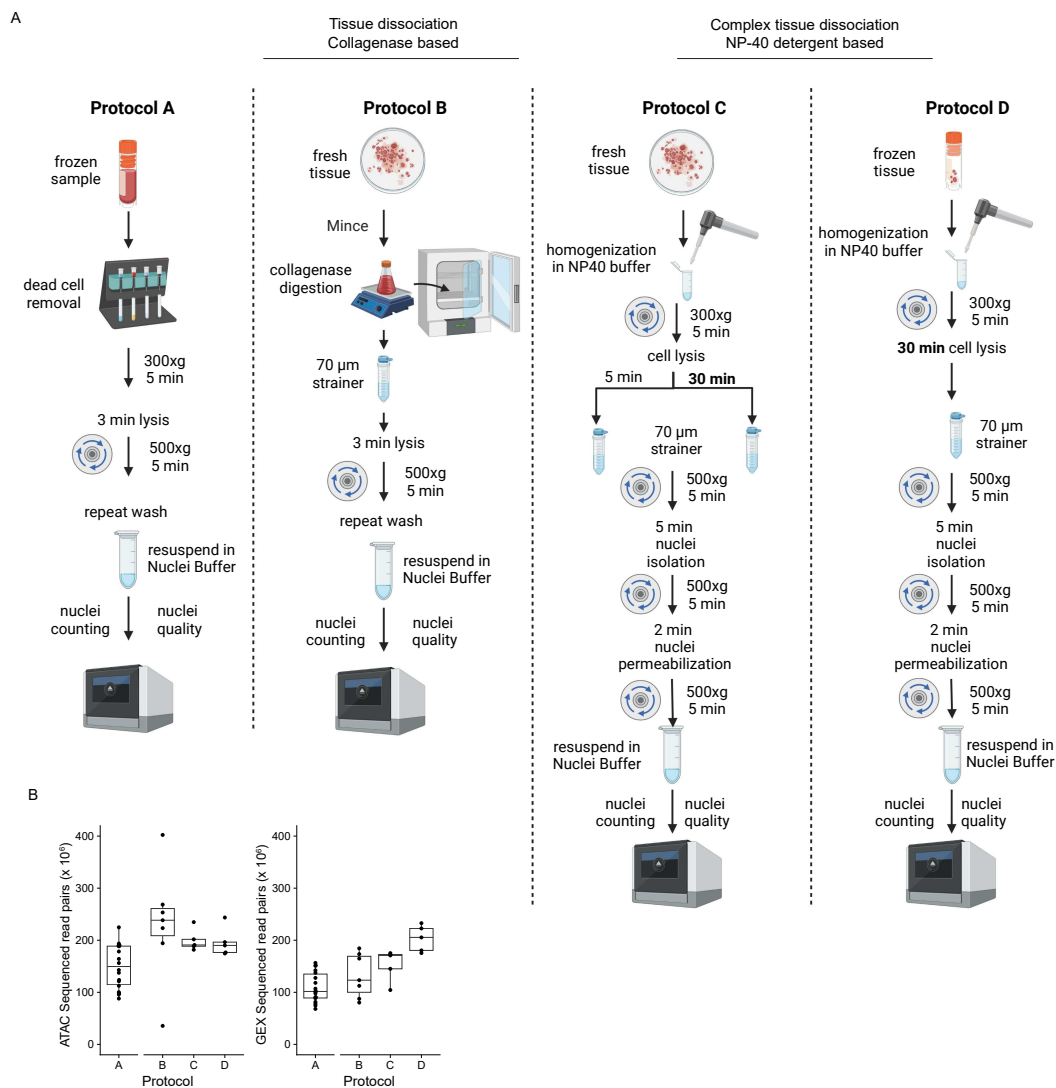 A
Tissue dissociation
Collagenase based
Complex tissue dissociation
NP-40 detergent based
Protocol A
frozen
sample
dead cell
removal
300xg
5 min
3 min lysis
500xg
5 min
repeat wash
resuspend in
Nuclei Buffer
nuclei
counting
nuclei
quality
Protocol B
fresh
tissue
Mince
collagenase
digestion
70 µm
strainer
3 min lysis
500xg
5 min
repeat wash
resuspend in
Nuclei Buffer
nuclei
counting
nuclei
quality
Protocol C
fresh
tissue
homogenization
in NP40 buffer
300xg
5 min
cell lysis
5 min
30 min
70 µm
strainer
500xg
5 min
5 min
nuclei
isolation
500xg
5 min
2 min
nuclei
permeabilization
500xg
5 min
resuspend in
Nuclei Buffer
nuclei
counting
nuclei
quality
Protocol D
frozen
tissue
homogenization
in NP40 buffer
300xg
5 min
30 min cell lysis
70 µm
strainer
500xg
5 min
5 min
nuclei
isolation
500xg
5 min
2 min
nuclei
permeabilization
500xg
5 min
resuspend in
Nuclei Buffer
nuclei
counting
nuclei
quality
B
ATAC Sequenced read pairs (x 10⁶)
400
300
200
100
0
A
B
C
D
Protocol
GEX Sequenced read pairs (x 10⁶)
400
300
200
100
0
A
B
C
D
Protocol